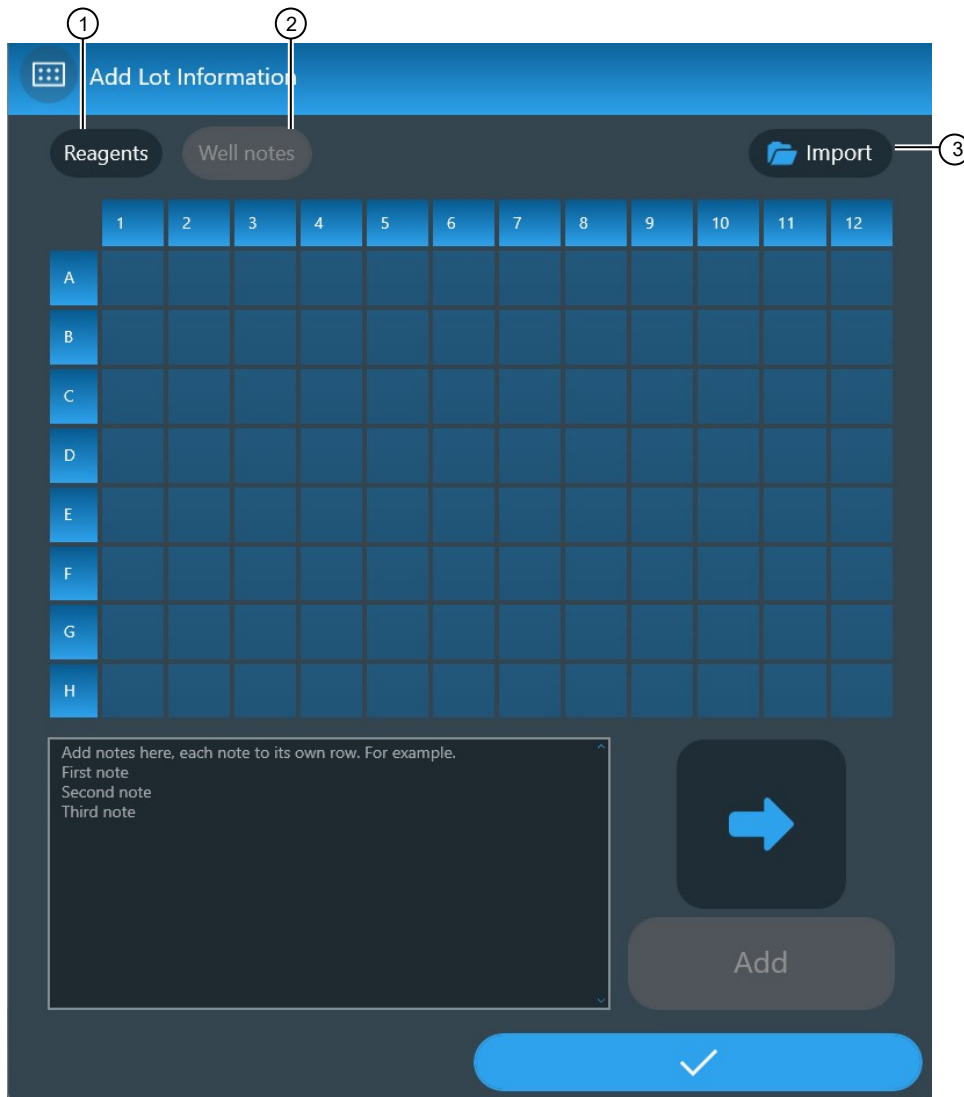 1 2
Add Lot Information
Reagents Well notes Import 3
1 2 3 4 5 6 7 8 9 10 11 12
A
B
C
D
E
F
G
H
Add notes here, each note to its own row. For example.
First note
Second note
Third note
Add